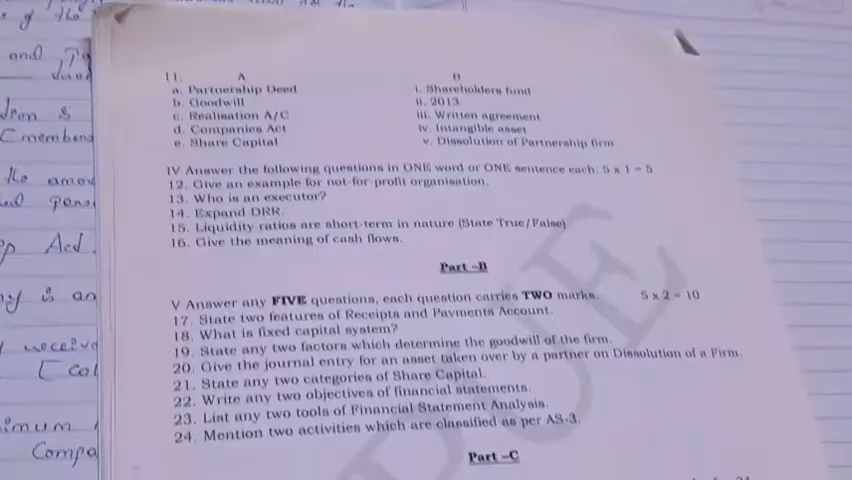 11. A B
a. Partnership Deed i. Shareholders fund
b. Goodwill ii. 2013
c. Realisation A/C iii. Written agreement
d. Companies Act iv. Intangible asset
e. Share Capital v. Dissolution of Partnership firm
IV Answer the following questions in ONE word or ONE sentence each: 5 x 1 = 5
12. Give an example for not-for-profit organisation.
13. Who is an executor?
14. Expand DRR.
15. Liquidity ratios are short-term in nature (State True/False)
16. Give the meaning of cash flows.
Part –B
V Answer any FIVE questions, each question carries TWO marks. 5 x 2 = 10
17. State two features of Receipts and Payments Account.
18. What is fixed capital system?
19. State any two factors which determine the goodwill of the firm.
20. Give the journal entry for an asset taken over by a partner on Dissolution of a Firm.
21. State any two categories of Share Capital.
22. Write any two objectives of financial statements.
23. List any two tools of Financial Statement Analysis.
24. Mention two activities which are classified as per AS-3.
Part –C
of the
and
the amou
Act.
is an
receive
Compa
PUE